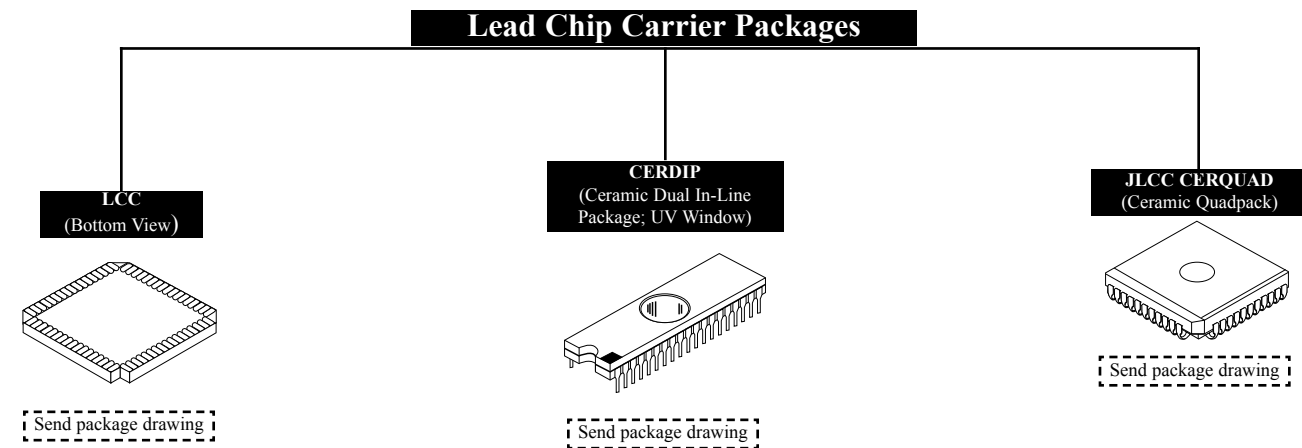 Lead Chip Carrier Packages
LCC
(Bottom View)
Send package drawing
CERDIP
(Ceramic Dual In-Line
Package; UV Window)
Send package drawing
JLCC CERQUAD
(Ceramic Quadpack)
Send package drawing